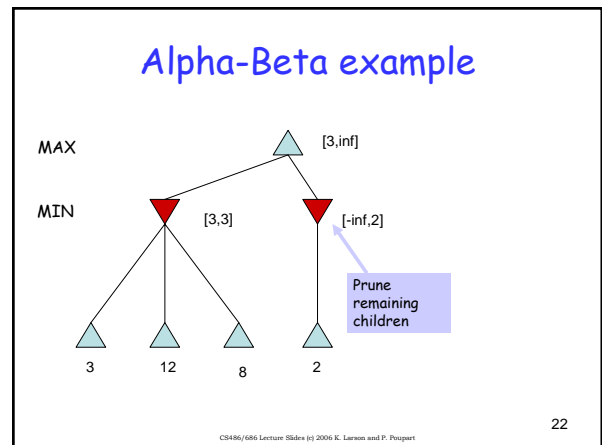 Alpha-Beta example
MAX
[3,inf]
MIN
[3,3]
[-inf,2]
Prune
remaining
children
3
12
8
2
22
CS486/686 Lecture Slides (c) 2006 K. Larson and P. Poupart